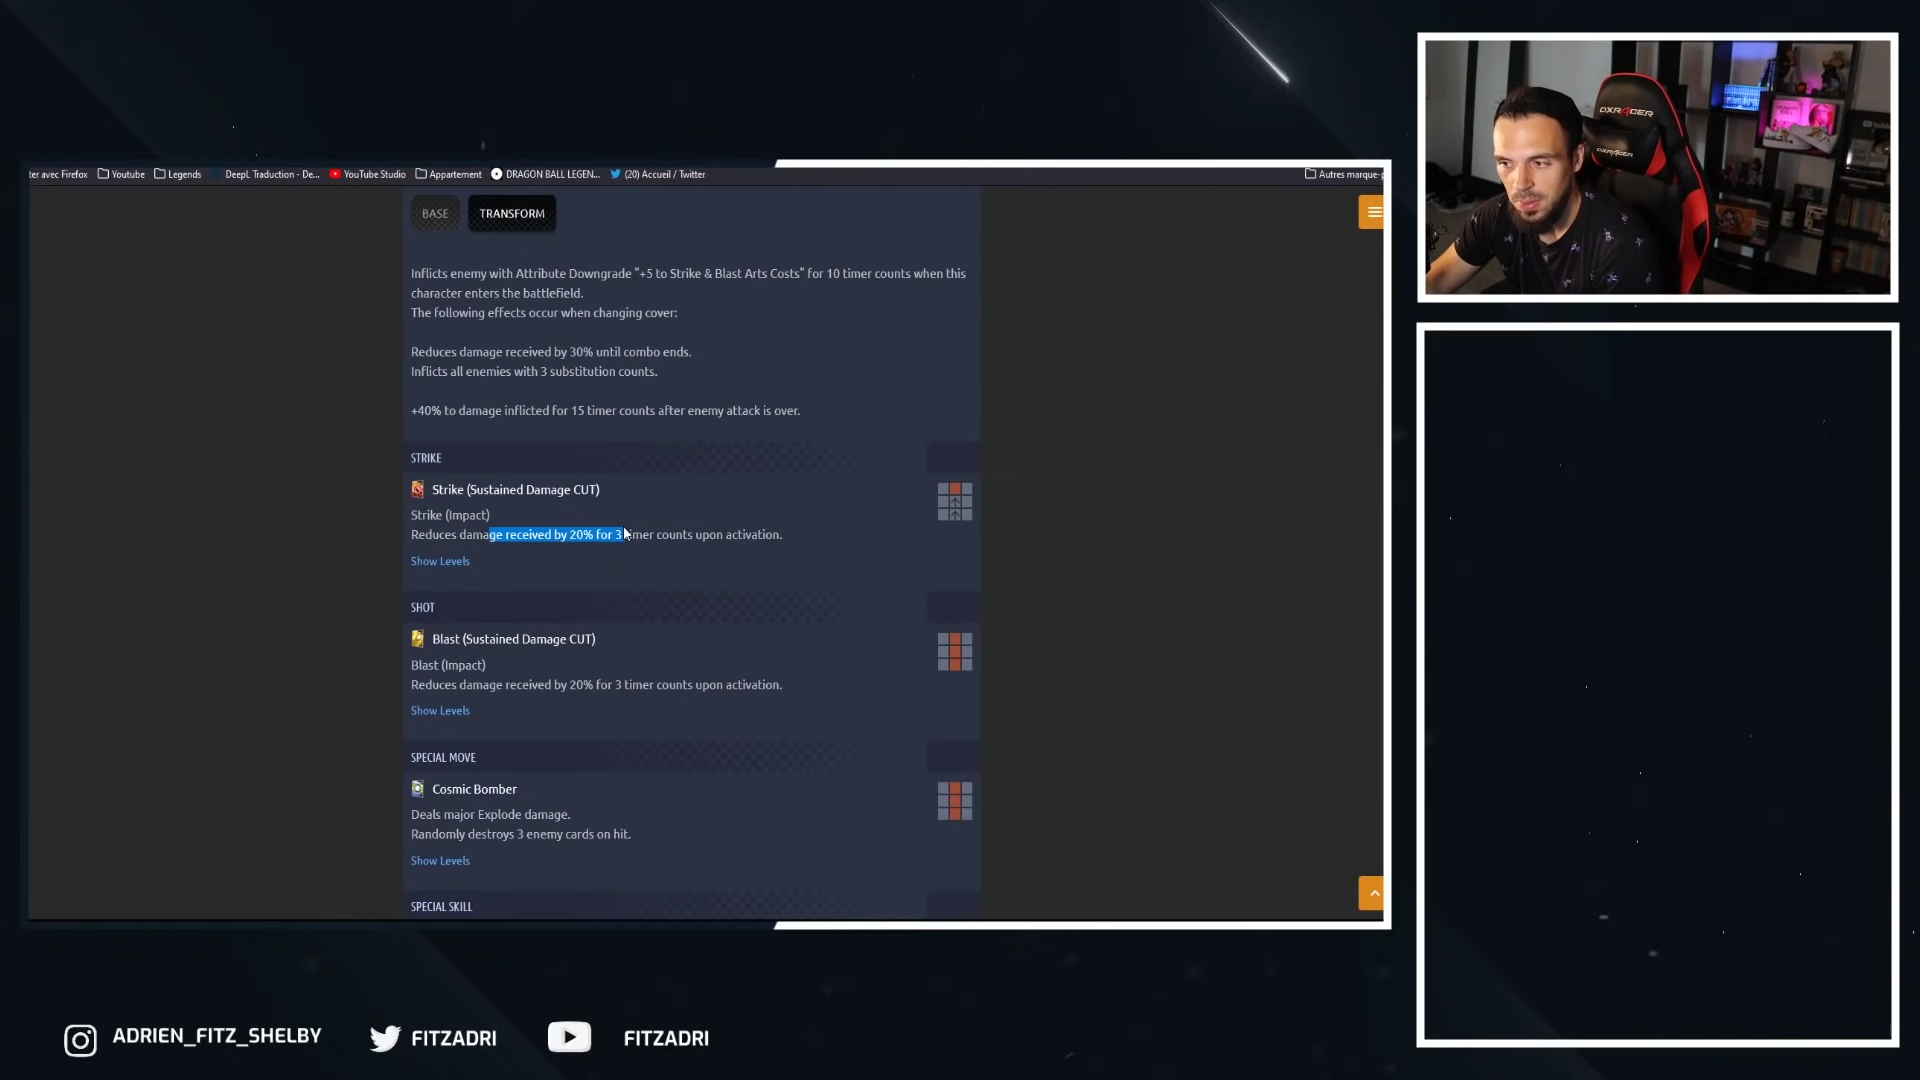 ter avec Firefox Youtube Legends DeepL Traduction - De... YouTube Studio Appartement DRAGON BALL LEGEN... (20) Accueil / Twitter Autres marque-
BASE TRANSFORM
Inflicts enemy with Attribute Downgrade "+5 to Strike & Blast Arts Costs" for 10 timer counts when this
character enters the battlefield.
The following effects occur when changing cover:
Reduces damage received by 30% until combo ends.
Inflicts all enemies with 3 substitution counts.
+40% to damage inflicted for 15 timer counts after enemy attack is over.
STRIKE
Strike (Sustained Damage CUT)
Strike (Impact)
Reduces damage received by 20% for 3 timer counts upon activation.
Show Levels
SHOT
Blast (Sustained Damage CUT)
Blast (Impact)
Reduces damage received by 20% for 3 timer counts upon activation.
Show Levels
SPECIAL MOVE
Cosmic Bomber
Deals major Explode damage.
Randomly destroys 3 enemy cards on hit.
Show Levels
SPECIAL SKILL
DXRACER
DXRACER
ADRIEN_FITZ_SHELBY FITZADRI FITZADRI